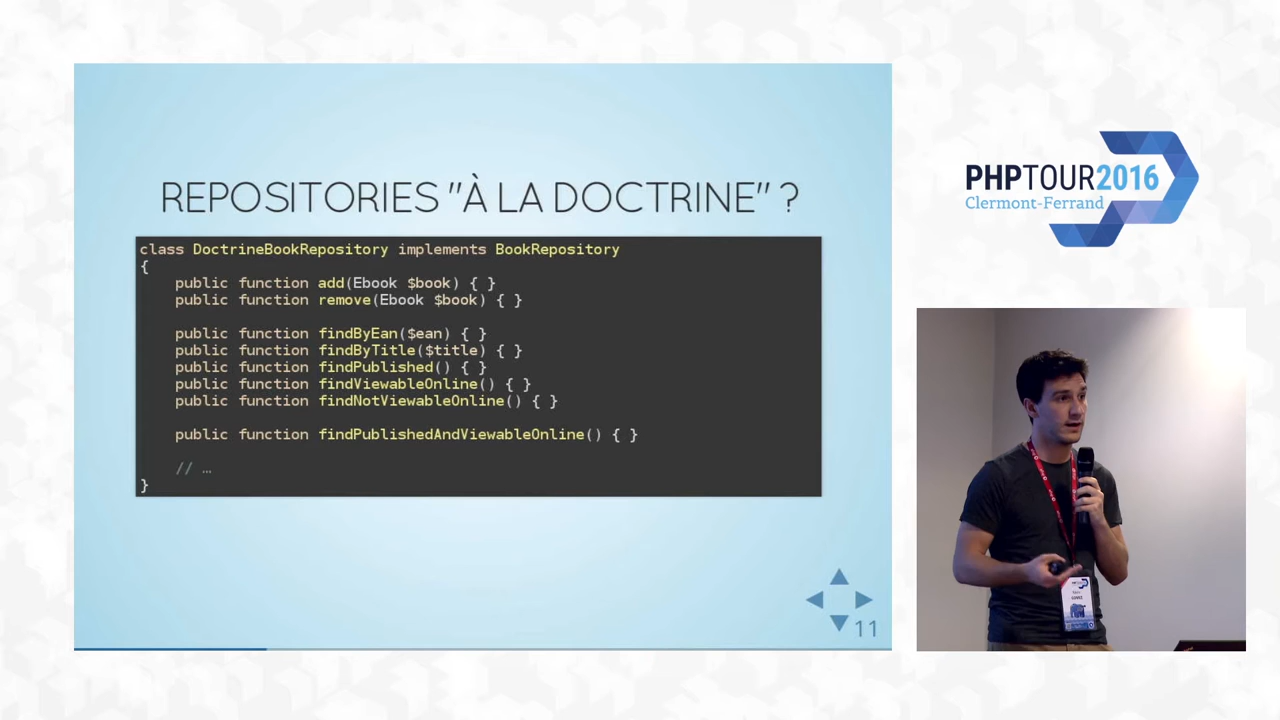 REPOSITORIES "À LA DOCTRINE" ?
class DoctrineBookRepository implements BookRepository
{
    public function add(Ebook $book) { }
    public function remove(Ebook $book) { }
    public function findByEan($ean) { }
    public function findByTitle($title) { }
    public function findPublished() { }
    public function findViewableOnline() { }
    public function findNotViewableOnline() { }
    public function findPublishedAndViewableOnline() { }
    // …
}
11
PHPTOUR2016
Clermont-Ferrand